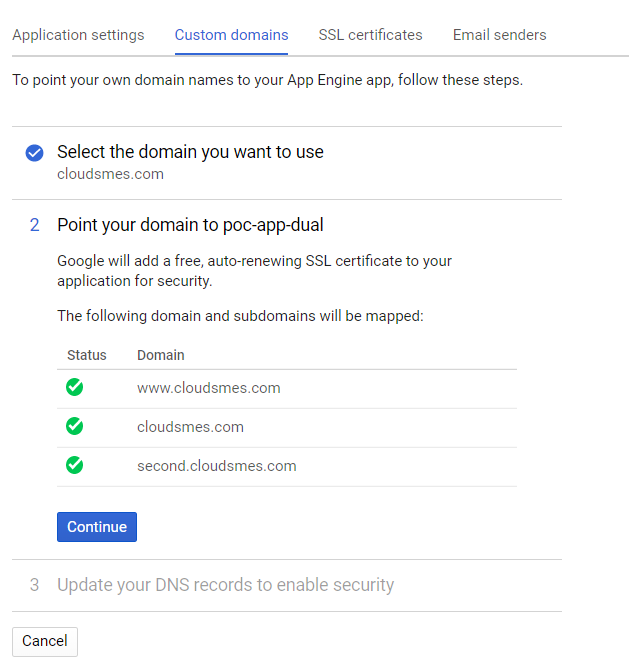 Application settings Custom domains SSL certificates Email senders
To point your own domain names to your App Engine app, follow these steps.
Select the domain you want to use
cloudsmes.com
2 Point your domain to poc-app-dual
Google will add a free, auto-renewing SSL certificate to your
application for security.
The following domain and subdomains will be mapped:
Status Domain
www.cloudsmes.com
cloudsmes.com
second.cloudsmes.com
Continue
3 Update your DNS records to enable security
Cancel